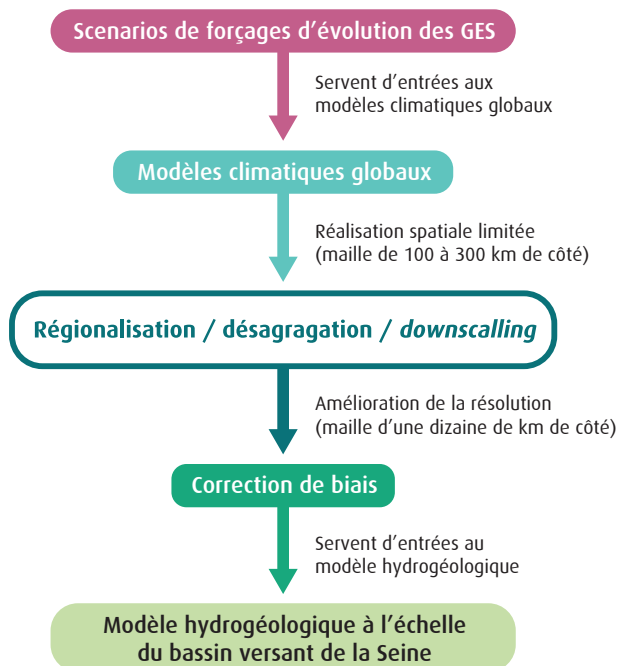 Scenarios de forçages d'évolution des GES
Servent d'entrées aux
modèles climatiques globaux
Modèles climatiques globaux
Réalisation spatiale limitée
(maille de 100 à 300 km de côté)
Régionalisation / désagragation / downscalling
Amélioration de la résolution
(maille d'une dizaine de km de côté)
Correction de biais
Servent d'entrées au
modèle hydrogéologique
Modèle hydrogéologique à l'échelle
du bassin versant de la Seine